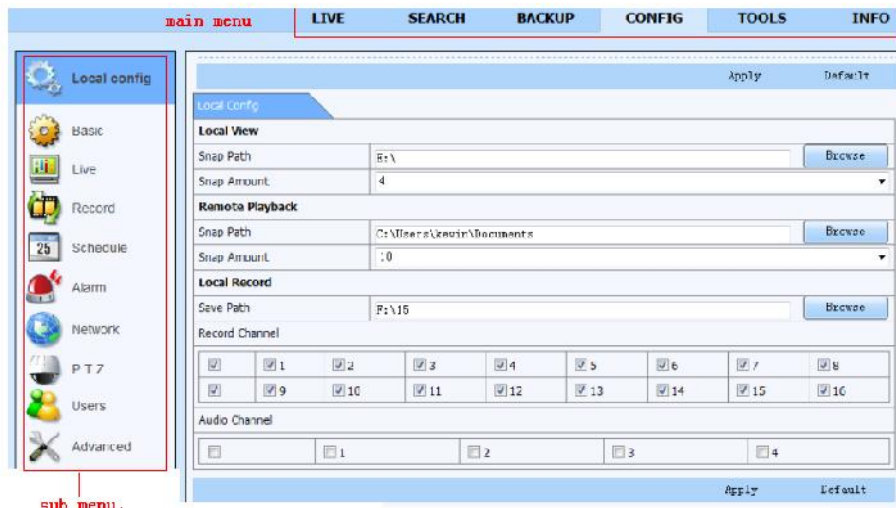 main menu LIVE SEARCH BACKUP CONFIG TOOLS INFO
Local config
Basic
Live
Record
25 Schedule
Alarm
Network
PTZ
Users
Advanced
sub menu.
Apply Default
Local Config
Local View
Snap Path E:\ Browse
Snap Amount 4
Remote Playback
Snap Path C:\Users\kevin\Documents Browse
Snap Amount 10
Local Record
Save Path F:\15 Browse
Record Channel
1 2 3 4 5 6 7 8
9 10 11 12 13 14 15 16
Audio Channel
1 2 3 4
Apply Default